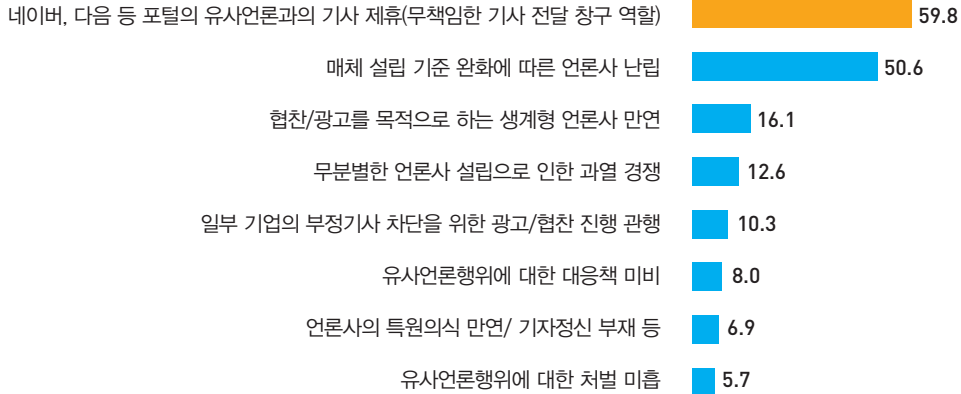 네이버, 다음 등 포털의 유사언론과의 기사 제휴(무책임한 기사 전달 창구 역할) 59.8
매체 설립 기준 완화에 따른 언론사 난립 50.6
협찬/광고를 목적으로 하는 생계형 언론사 만연 16.1
무분별한 언론사 설립으로 인한 과열 경쟁 12.6
일부 기업의 부정기사 차단을 위한 광고/협찬 진행 관행 10.3
유사언론행위에 대한 대응책 미비 8.0
언론사의 특원의식 만연/ 기자정신 부재 등 6.9
유사언론행위에 대한 처벌 미흡 5.7